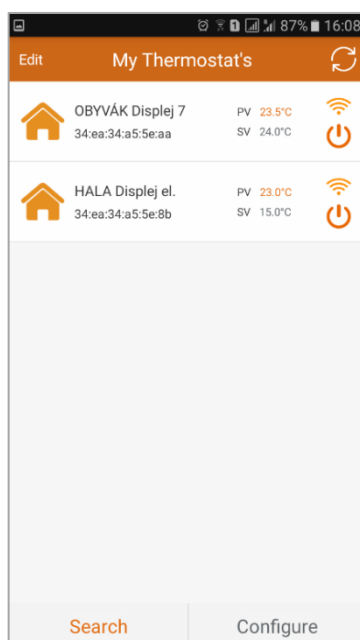 87% 16:08
Edit My Thermostat's
OBYVÁK Displej 7 PV 23.5°C
34:ea:34:a5:5e:aa SV 24.0°C
HALA Displej el. PV 23.0°C
34:ea:34:a5:5e:8b SV 15.0°C
Search Configure